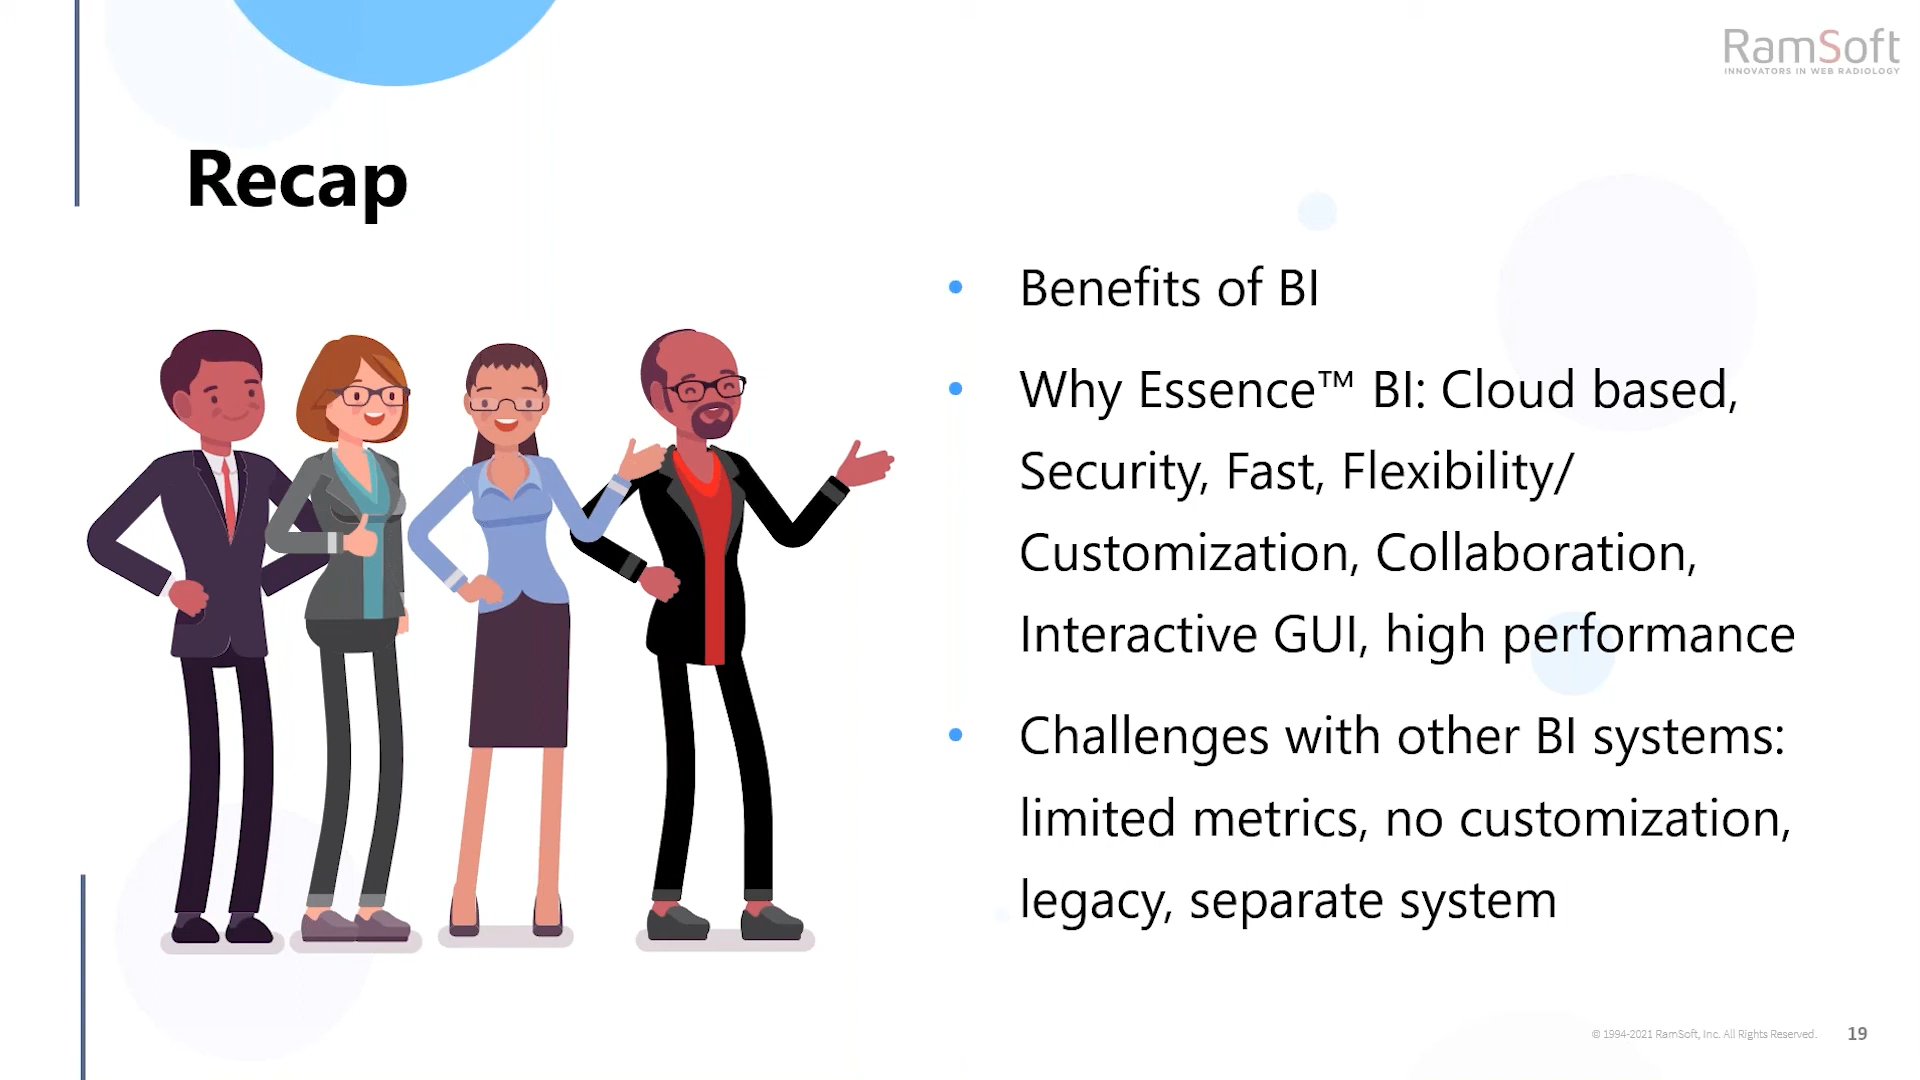 RamSoft
INNOVATORS IN WEB RADIOLOGY
Recap
• Benefits of BI
• Why Essence™ BI: Cloud based,
Security, Fast, Flexibility/
Customization, Collaboration,
Interactive GUI, high performance
• Challenges with other BI systems:
limited metrics, no customization,
legacy, separate system
© 1994-2021 RamSoft, Inc. All Rights Reserved.
19